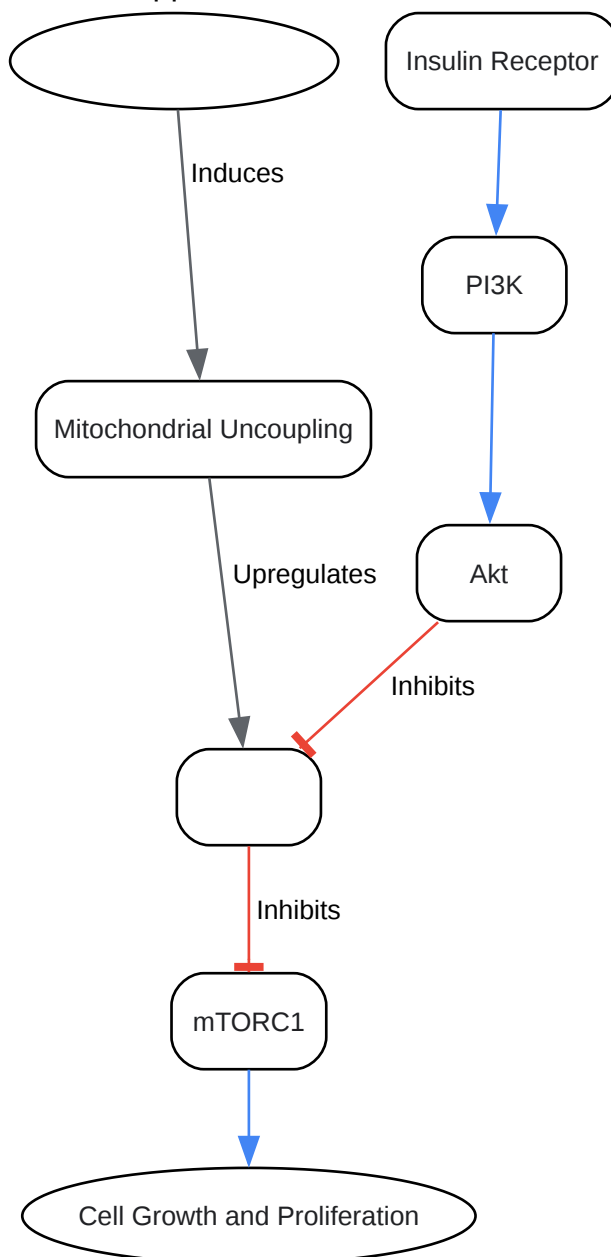 Insulin Receptor
Induces
PI3K
Mitochondrial Uncoupling
Upregulates
Akt
Inhibits
Inhibits
mTORC1
Cell Growth and Proliferation